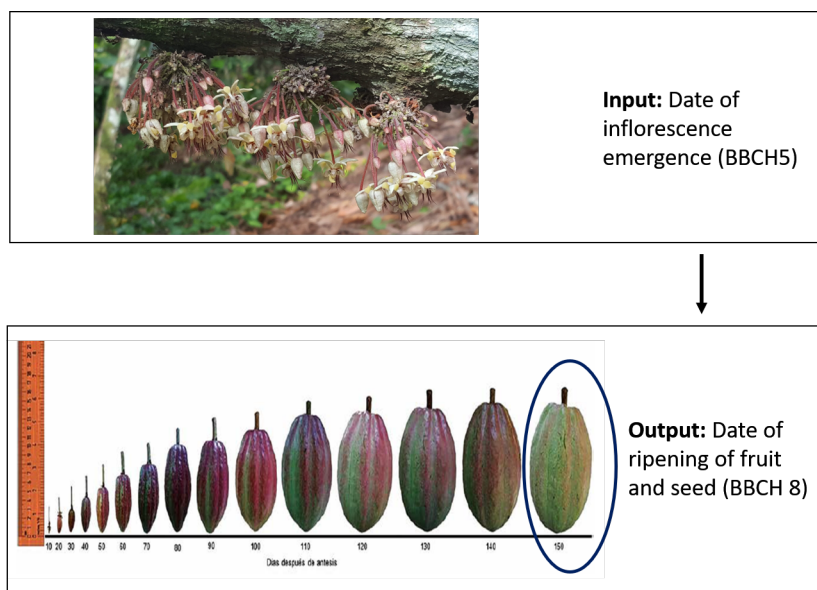 Input: Date of
inflorescence
emergence (BBCH5)
Output: Date of
ripening of fruit
and seed (BBCH 8)
10 20 30 40 50 60 70 80 90 100 110 120 130 140 150
Dias después de antesis